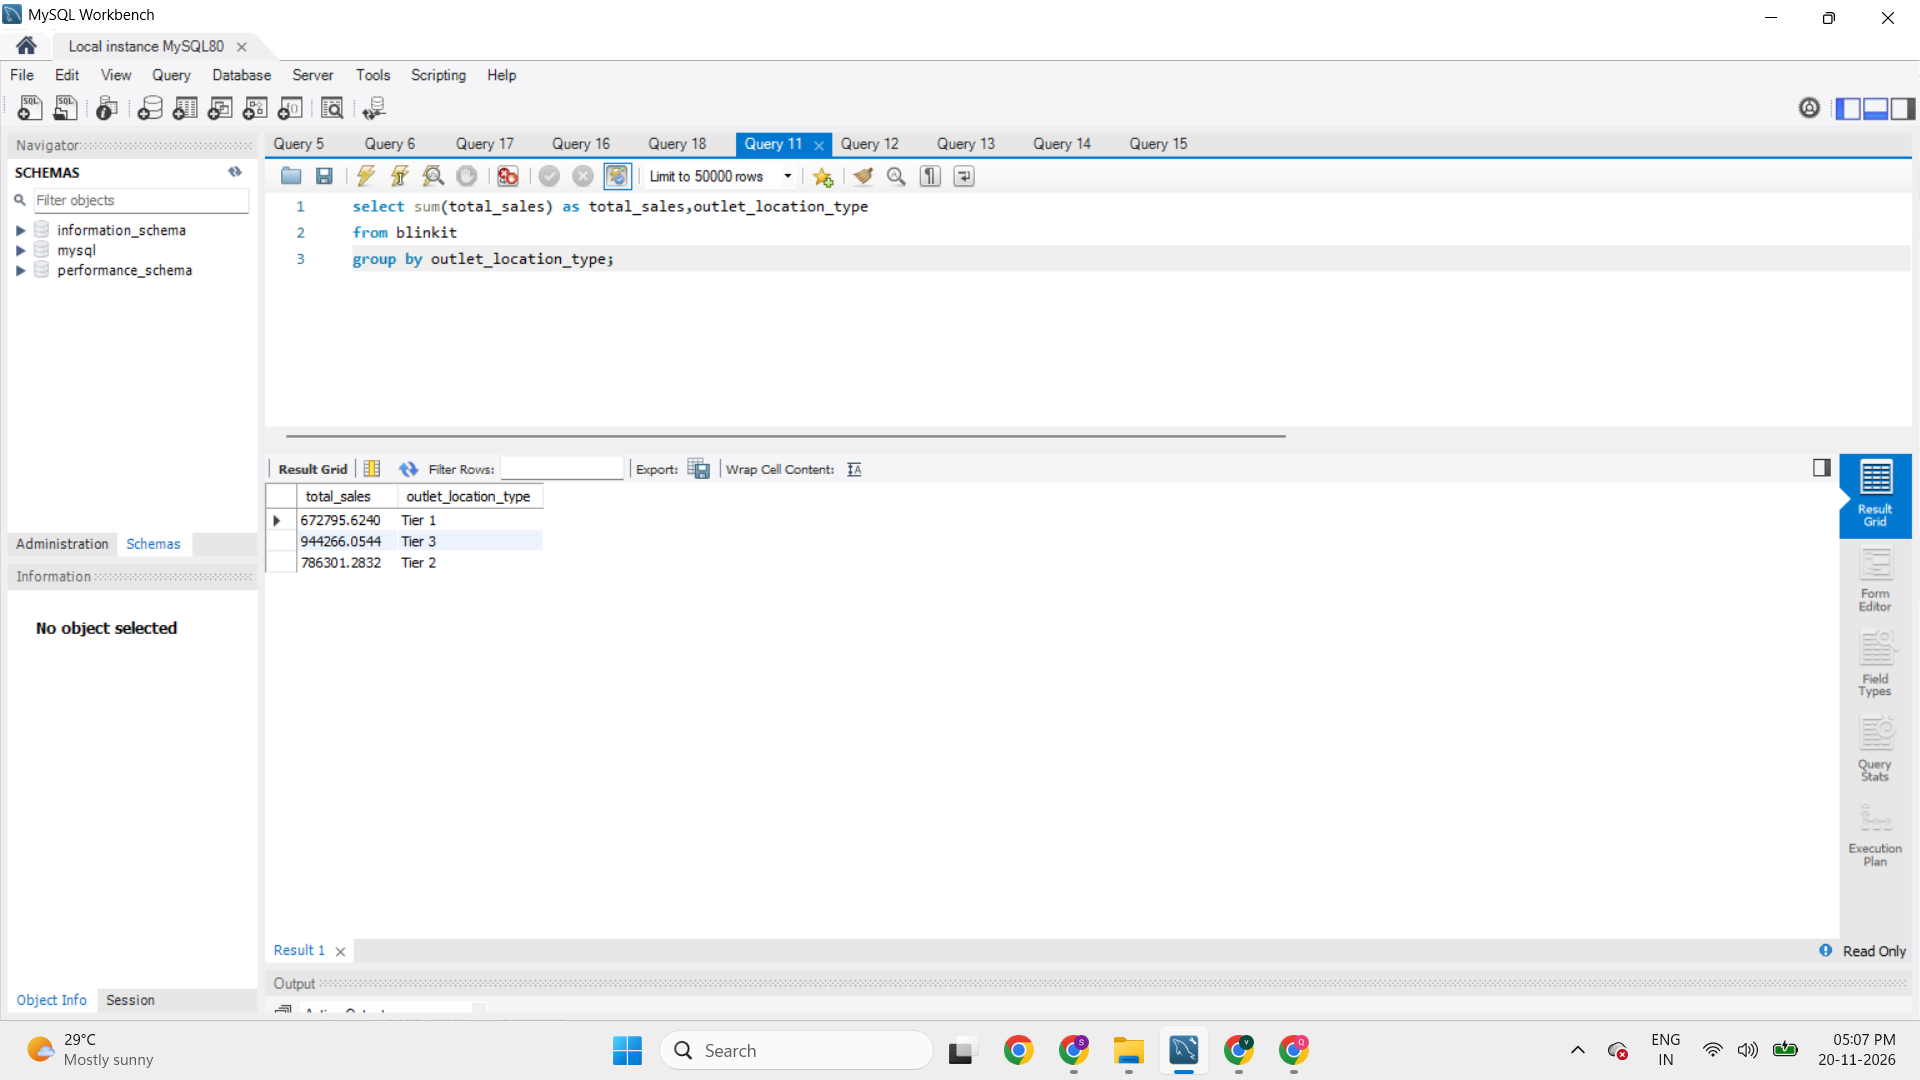 MySQL Workbench
Local instance MySQL80
File Edit View Query Database Server Tools Scripting Help
Navigator
SCHEMAS
Filter objects
information_schema
mysql
performance_schema
Administration Schemas
Information
No object selected
Object Info Session
Query 5 Query 6 Query 17 Query 16 Query 18 Query 11 Query 12 Query 13 Query 14 Query 15
Limit to 50000 rows
1 select sum(total_sales) as total_sales,outlet_location_type
2 from blinkit
3 group by outlet_location_type;
Result Grid Filter Rows: Export: Wrap Cell Content:
total_sales outlet_location_type
672795.6240 Tier 1
944266.0544 Tier 3
786301.2832 Tier 2
Result
Grid
Form
Editor
Field
Types
Query
Stats
Execution
Plan
Result 1 Read Only
Output
29°C
Mostly sunny
Search
ENG
IN
05:07 PM
20-11-2026